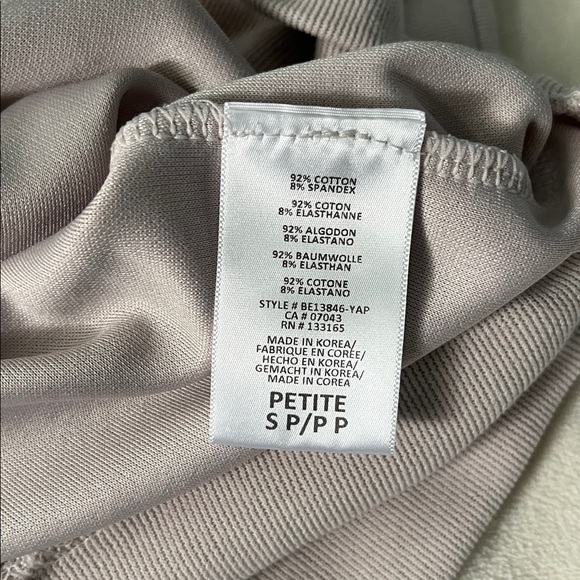 92% COTTON
8% SPANDEX
92% COTON
8% ELASTHANNE
92% ALGODON
8% ELASTANO
92% BAUMWOLLE
8% ELASTHAN
92% COTONE
8% ELASTANO
STYLE # BE13846-YAP
CA # 07043
RN # 133165
MADE IN KOREA/
FABRIQUE EN CORÉE/
HECHO EN KOREA/
GEMACHT IN KOREA/
MADE IN COREA
PETITE
S P/P P